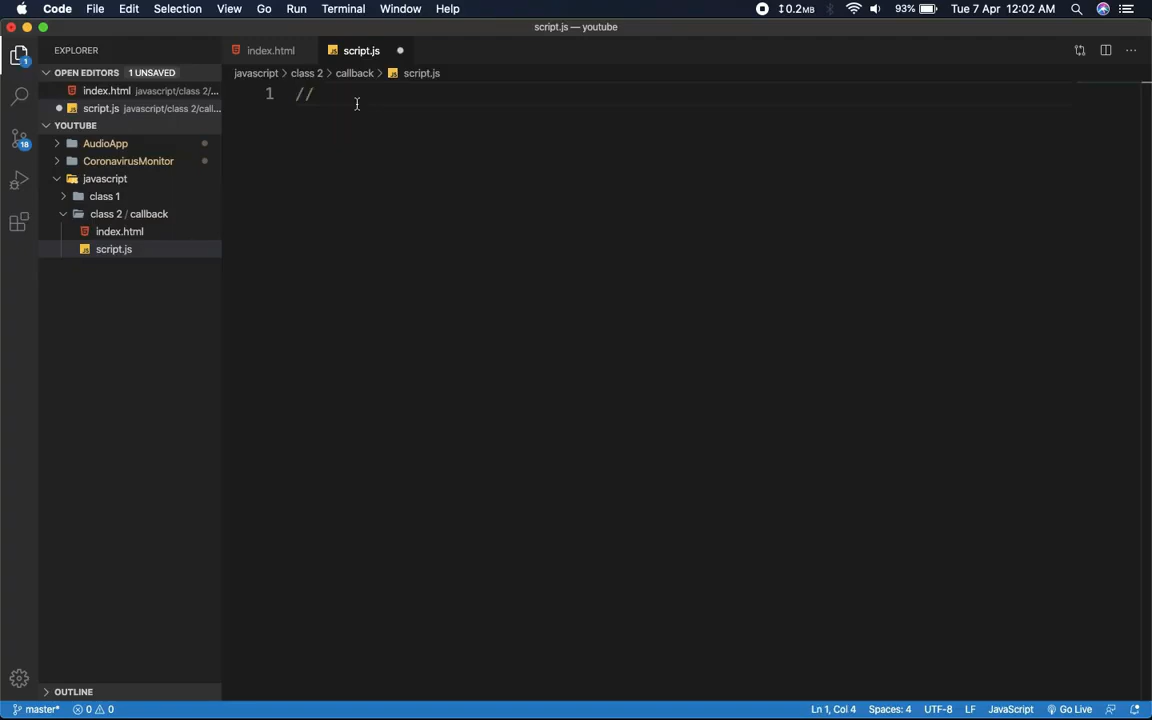 Code File Edit Selection View Go Run Terminal Window Help 0.2MB 93% Tue 7 Apr 12:02 AM
script.js — youtube
EXPLORER
index.html
script.js
OPEN EDITORS 1 UNSAVED
index.html javascript/class 2/...
script.js javascript/class 2/call...
javascript > class 2 > callback > script.js
1 //
YOUTUBE
AudioApp
CoronavirusMonitor
javascript
class 1
class 2 / callback
index.html
script.js
1
18
OUTLINE
master* 0 0 Ln 1, Col 4 Spaces: 4 UTF-8 LF JavaScript Go Live